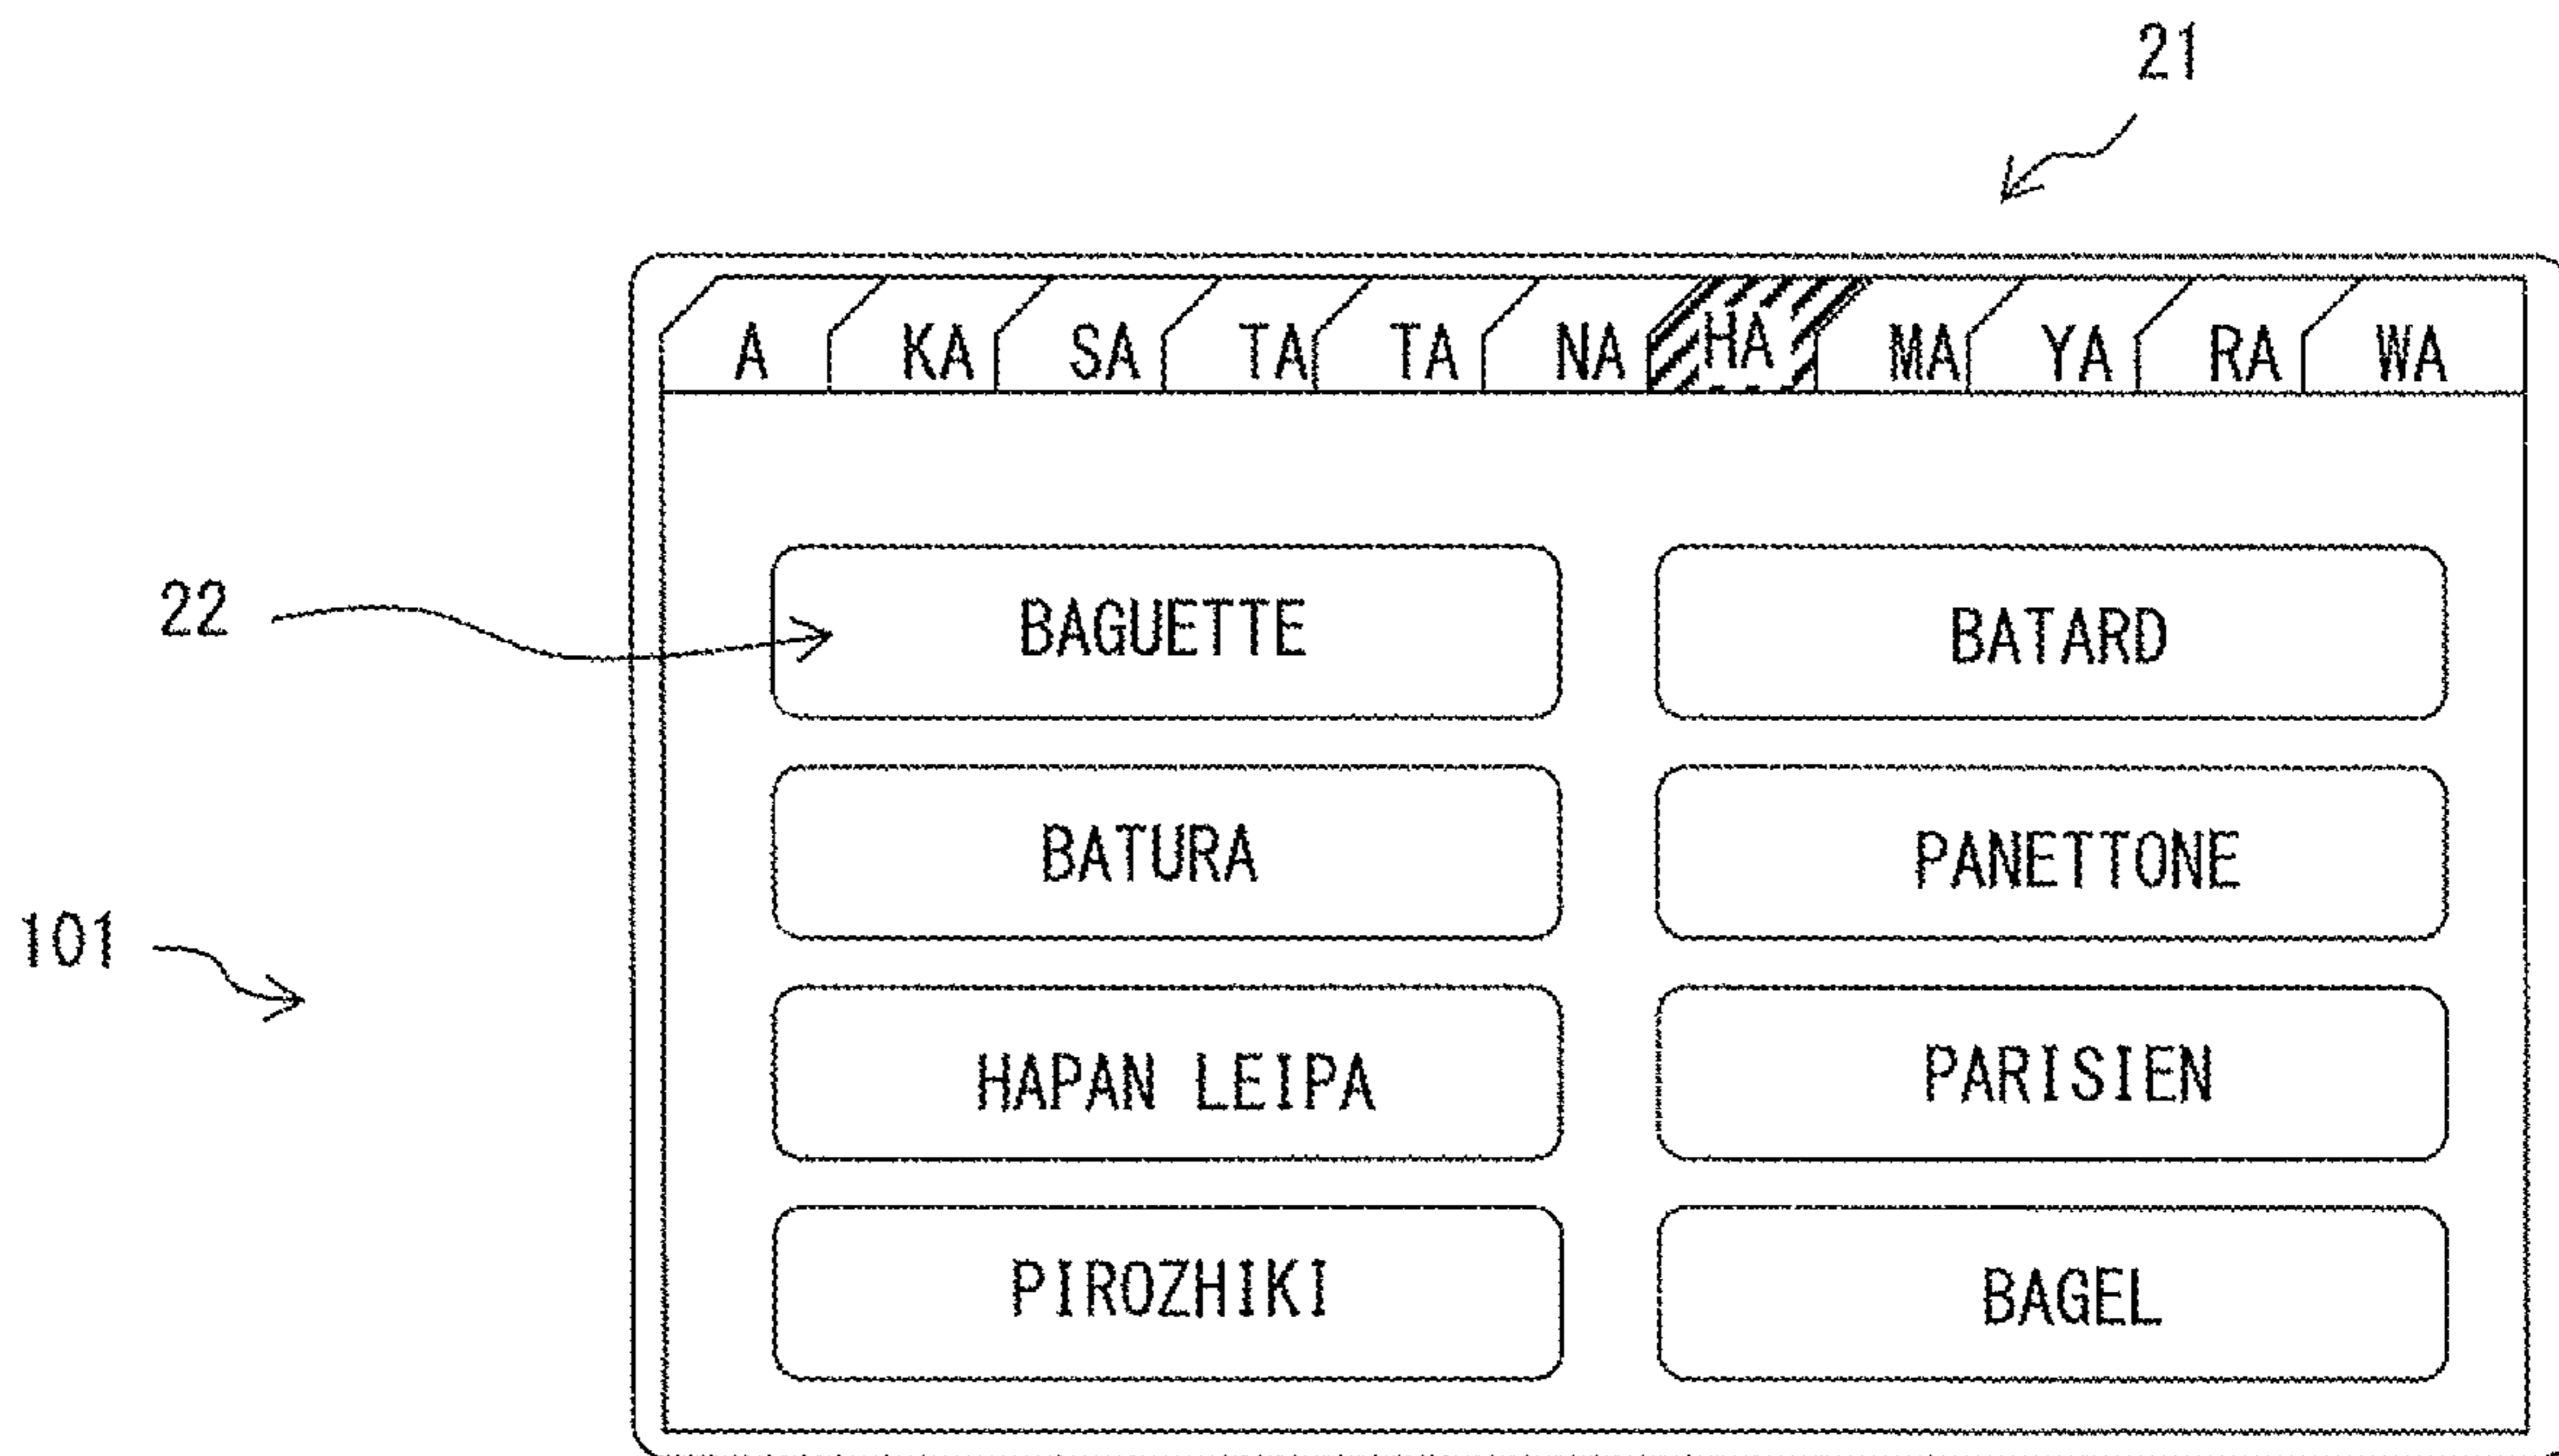 21
A KA SA TA TA NA HA MA YA RA WA
22 BAGUETTE BATARD
BATURA PANETTONE
101
HAPAN LEIPA PARISIEN
PIROZHIKI BAGEL